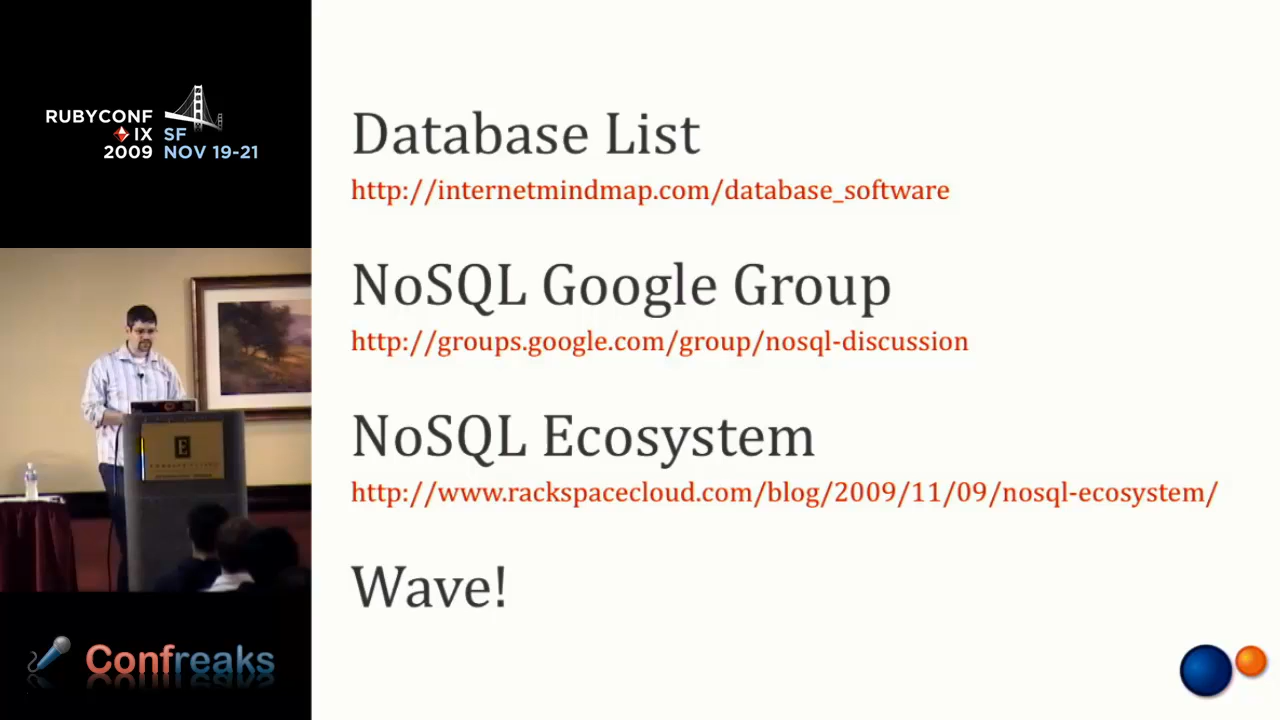 RUBYCONF
IX SF
2009 NOV 19-21
Database List
http://internetmindmap.com/database_software
NoSQL Google Group
http://groups.google.com/group/nosql-discussion
NoSQL Ecosystem
http://www.rackspacecloud.com/blog/2009/11/09/nosql-ecosystem/
Wave!
E
Confreaks